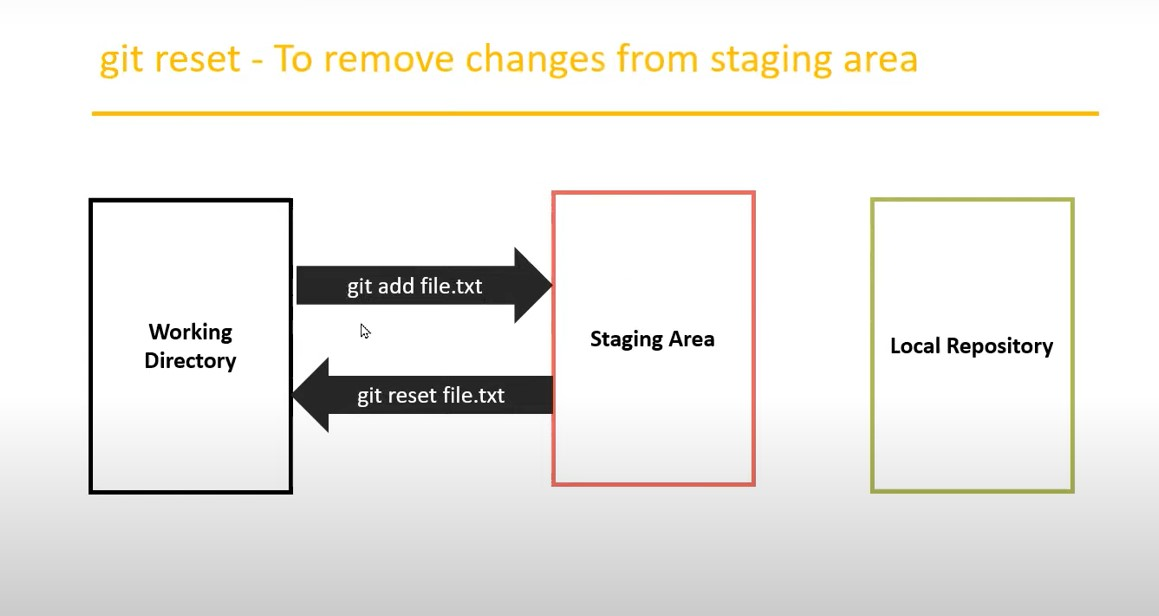 git reset - To remove changes from staging area
git add file.txt
git reset file.txt
Working
Directory
Staging Area
Local Repository